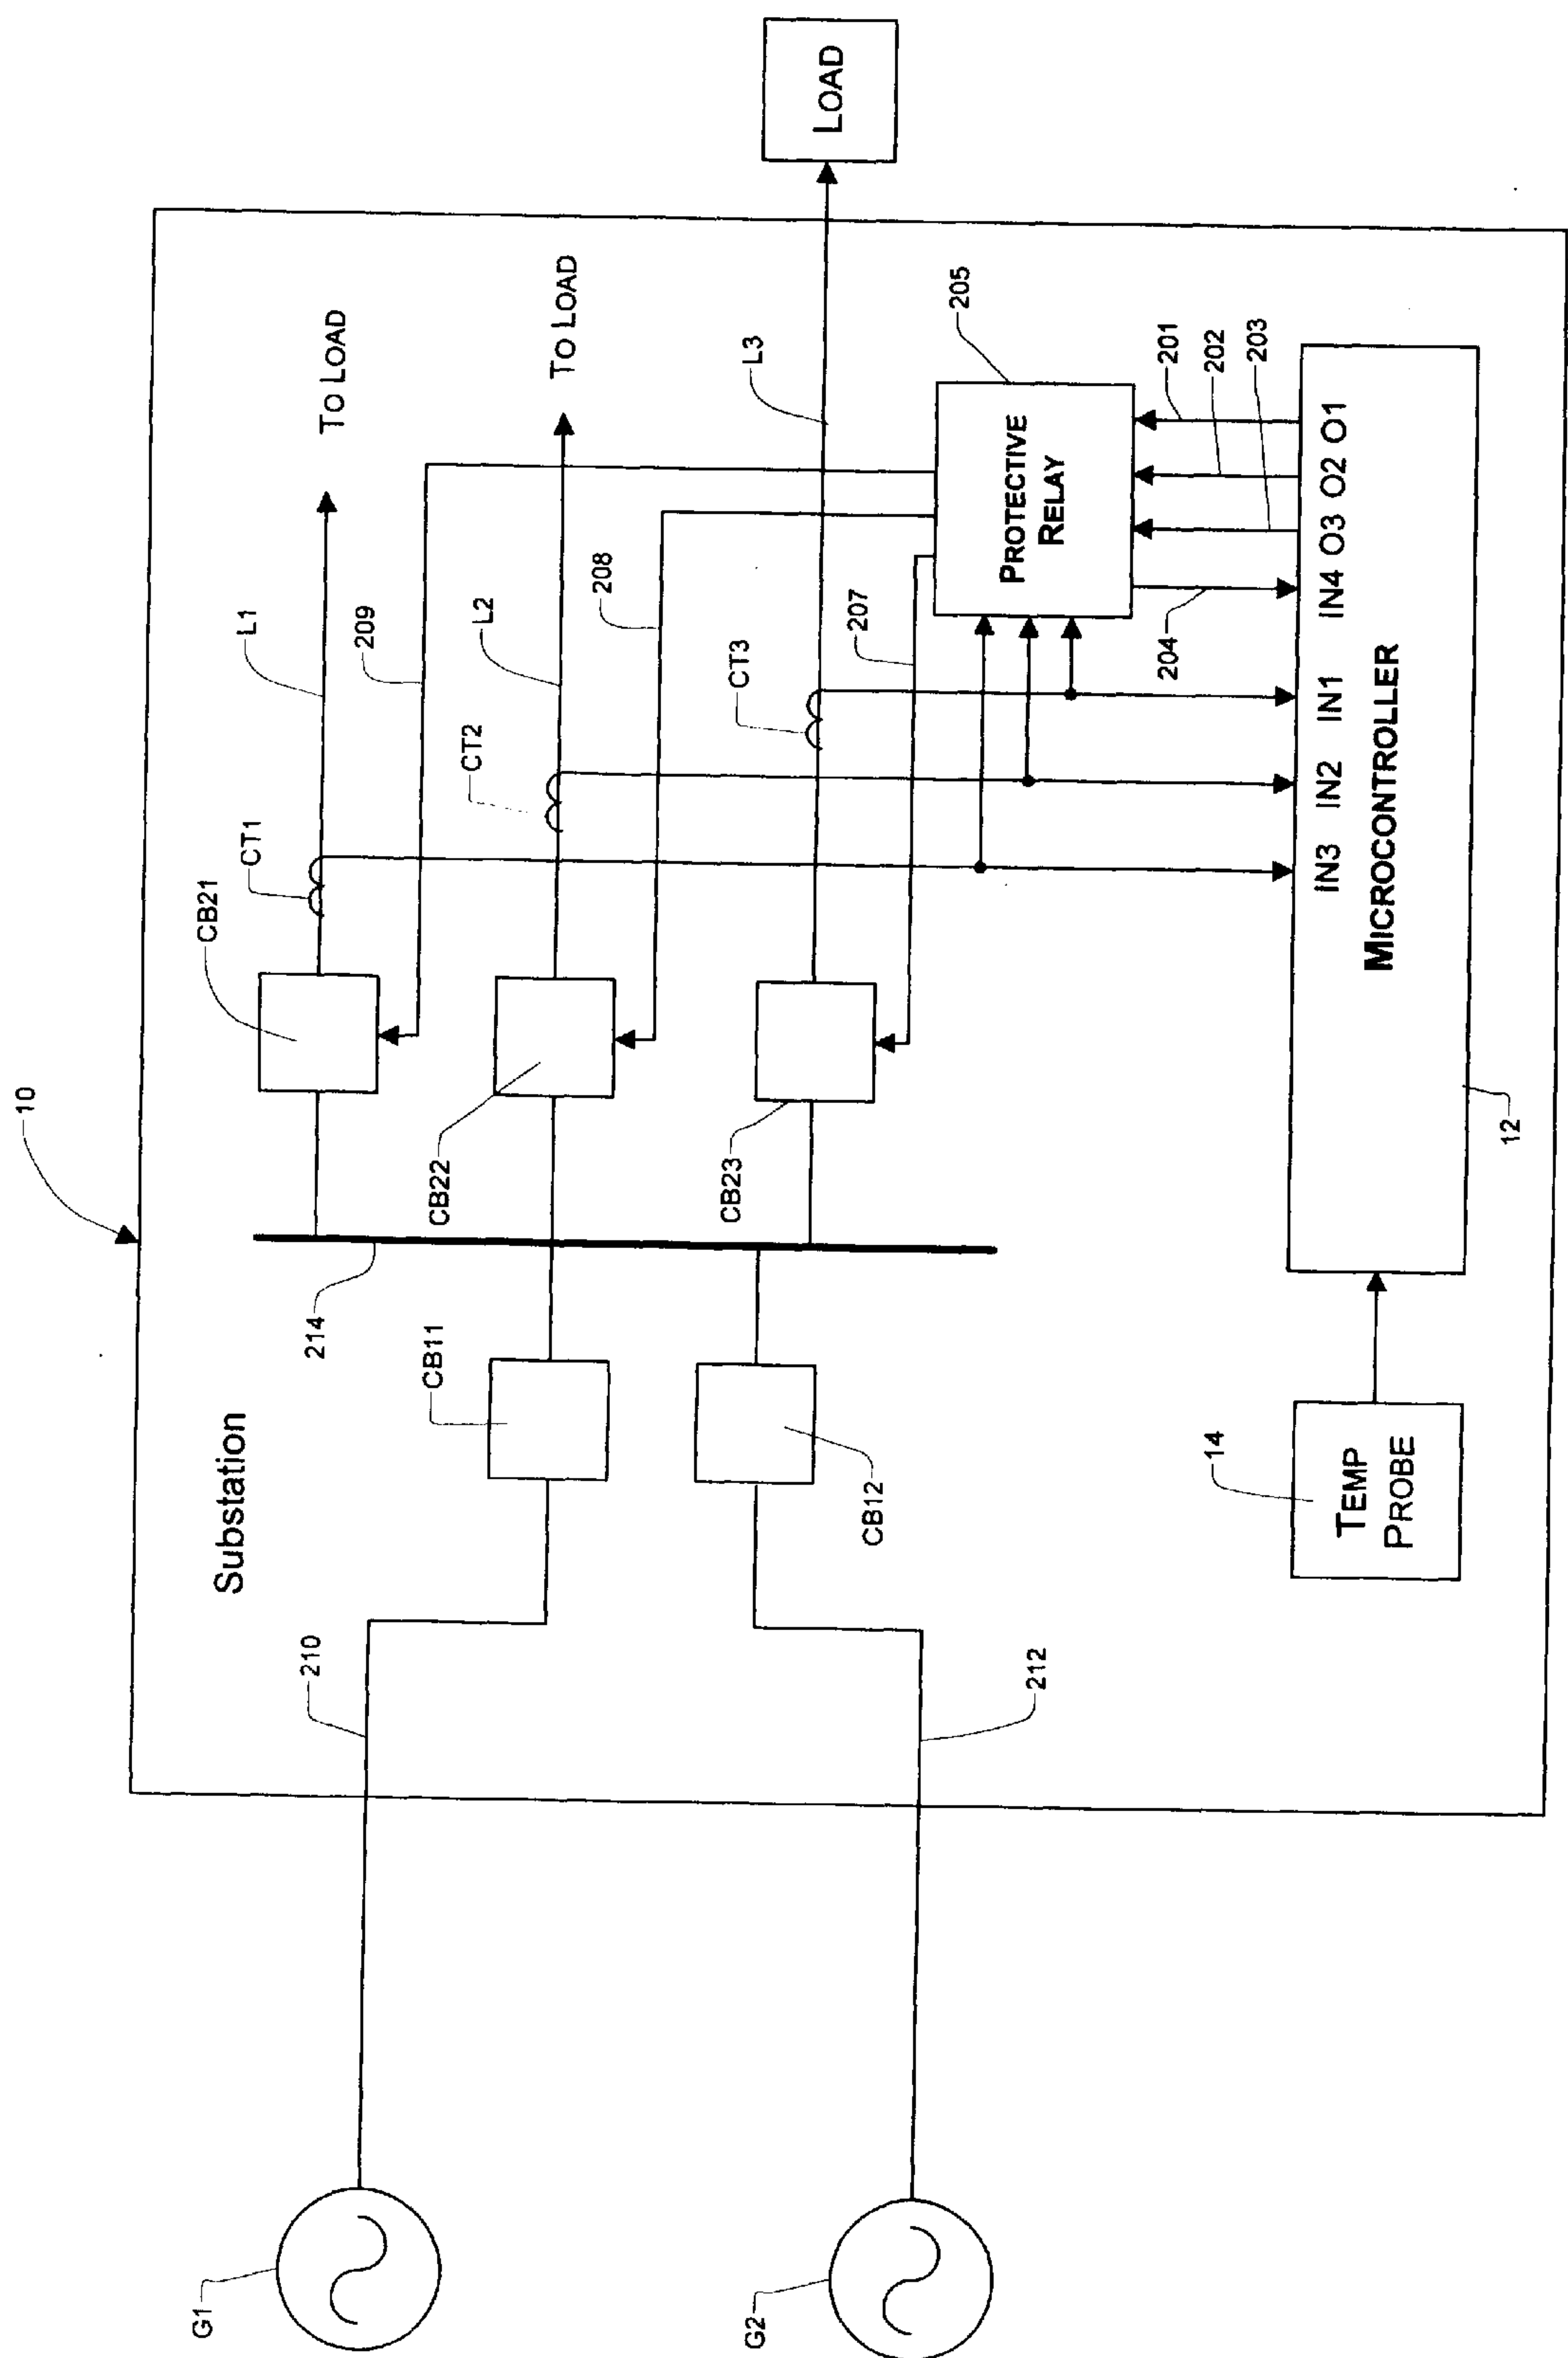 10
Substation
G1
210
G2
212
214
CB11
CB12
CB21
CT1
L1
209
TO LOAD
CB22
CT2
L2
208
TO LOAD
CB23
CT3
207
L3
LOAD
205
PROTECTIVE
RELAY
204
201
202
203
IN3 IN2 IN1 IN4 O3 O2 O1
MICROCONTROLLER
12
14
TEMP
PROBE